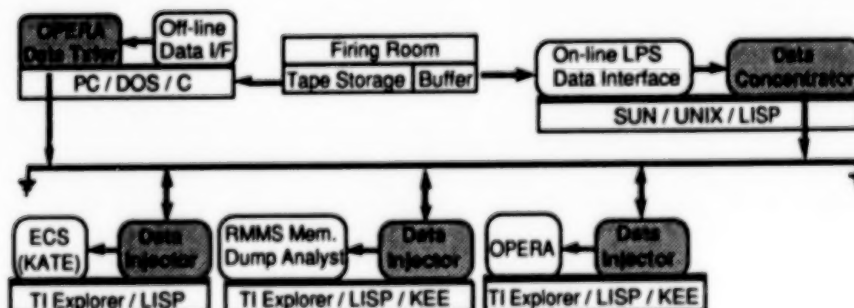 OPERA
Data Txfer
Off-line
Data I/F
PC / DOS / C
Firing Room
Tape Storage
Buffer
On-line LPS
Data Interface
Data
Concentrator
SUN / UNIX / LISP
ECS
(KATE)
Data
Injector
TI Explorer / LISP
RMMS Mem.
Dump Analyst
Data
Injector
TI Explorer / LISP / KEE
OPERA
Data
Injector
TI Explorer / LISP / KEE